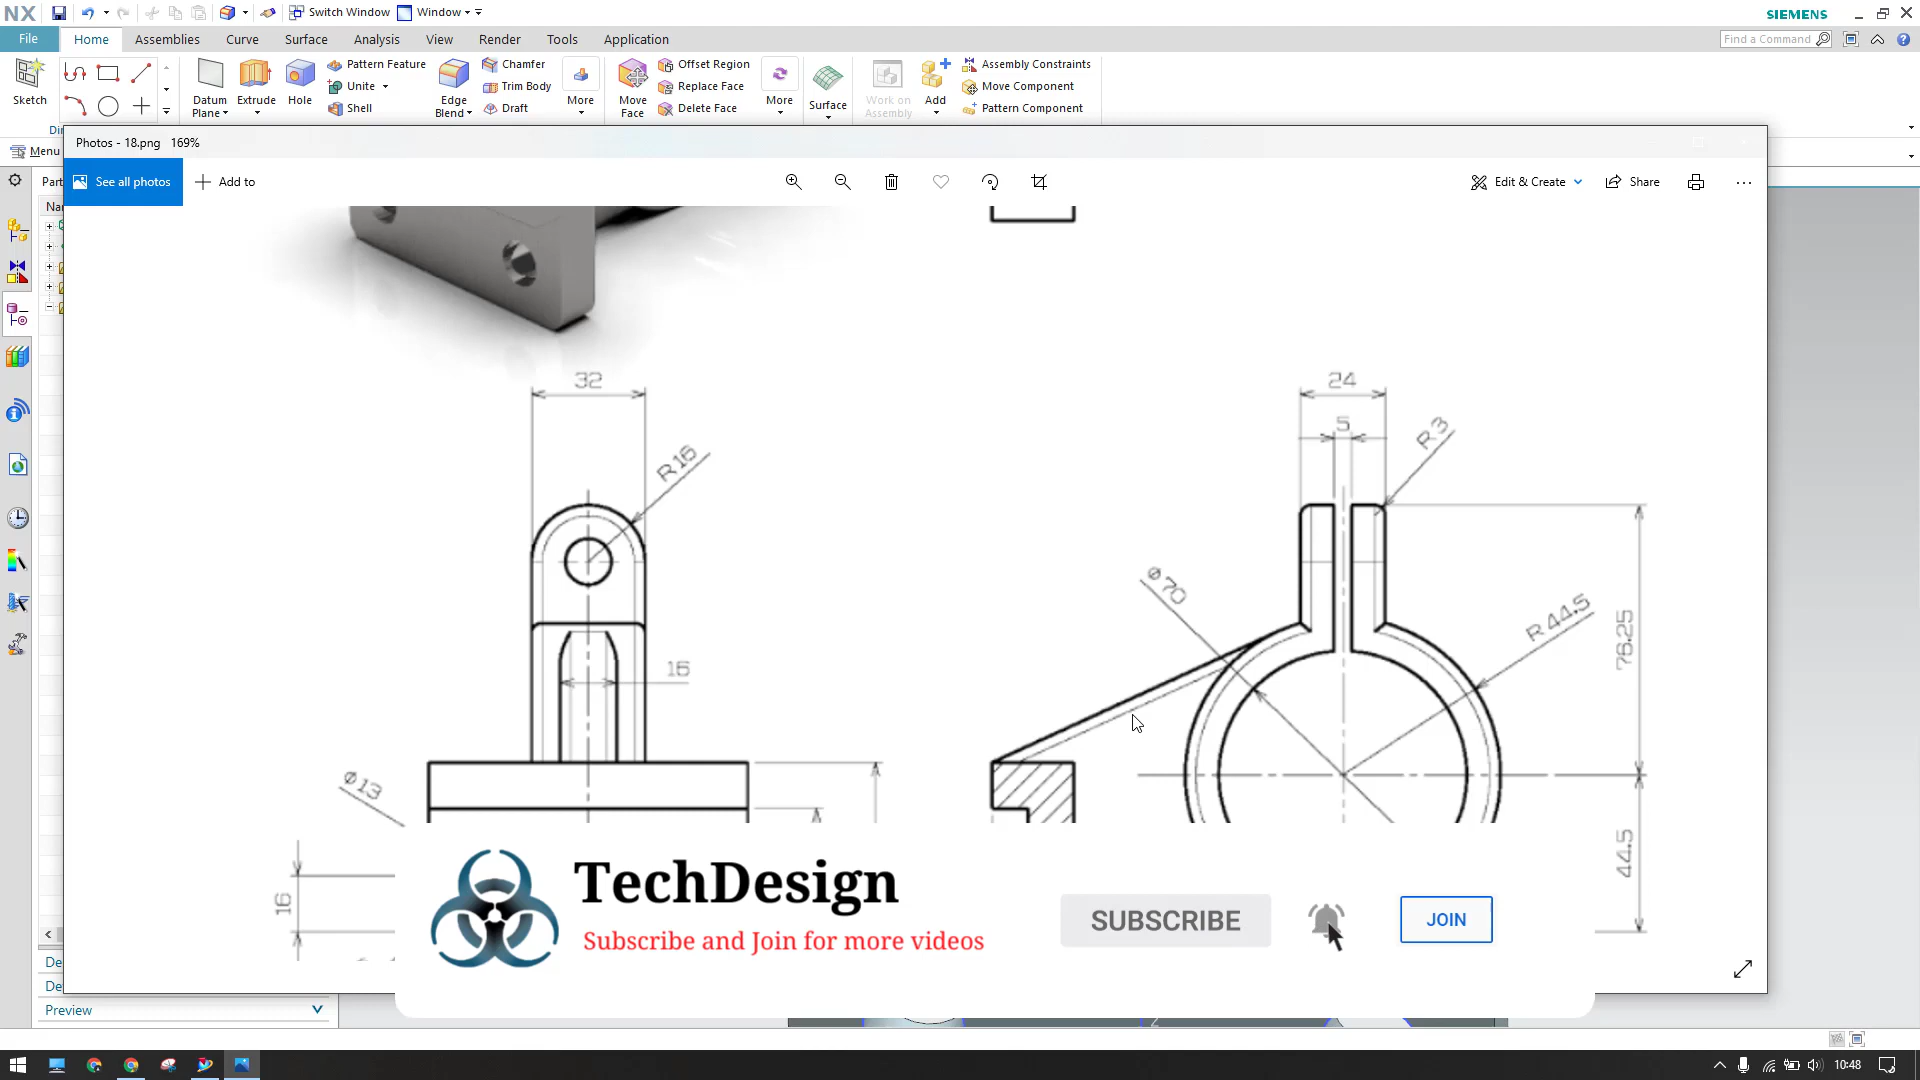 NX
Switch Window
Window
SIEMENS
File
Home
Assemblies
Curve
Surface
Analysis
View
Render
Tools
Application
Find a Command
Sketch
Datum Plane
Extrude
Hole
Pattern Feature
Unite
Shell
Edge Blend
Chamfer
Trim Body
Draft
More
Move Face
Offset Region
Replace Face
Delete Face
More
Surface
Work on Assembly
Add
Assembly Constraints
Move Component
Pattern Component
Menu
Photos - 18.png 169%
See all photos
Add to
Edit & Create
Share
32
24
5
R3
R16
Ø70
R 44.5
76.25
16
Ø13
44.5
16
TechDesign
Subscribe and Join for more videos
SUBSCRIBE
JOIN
Preview
10:48